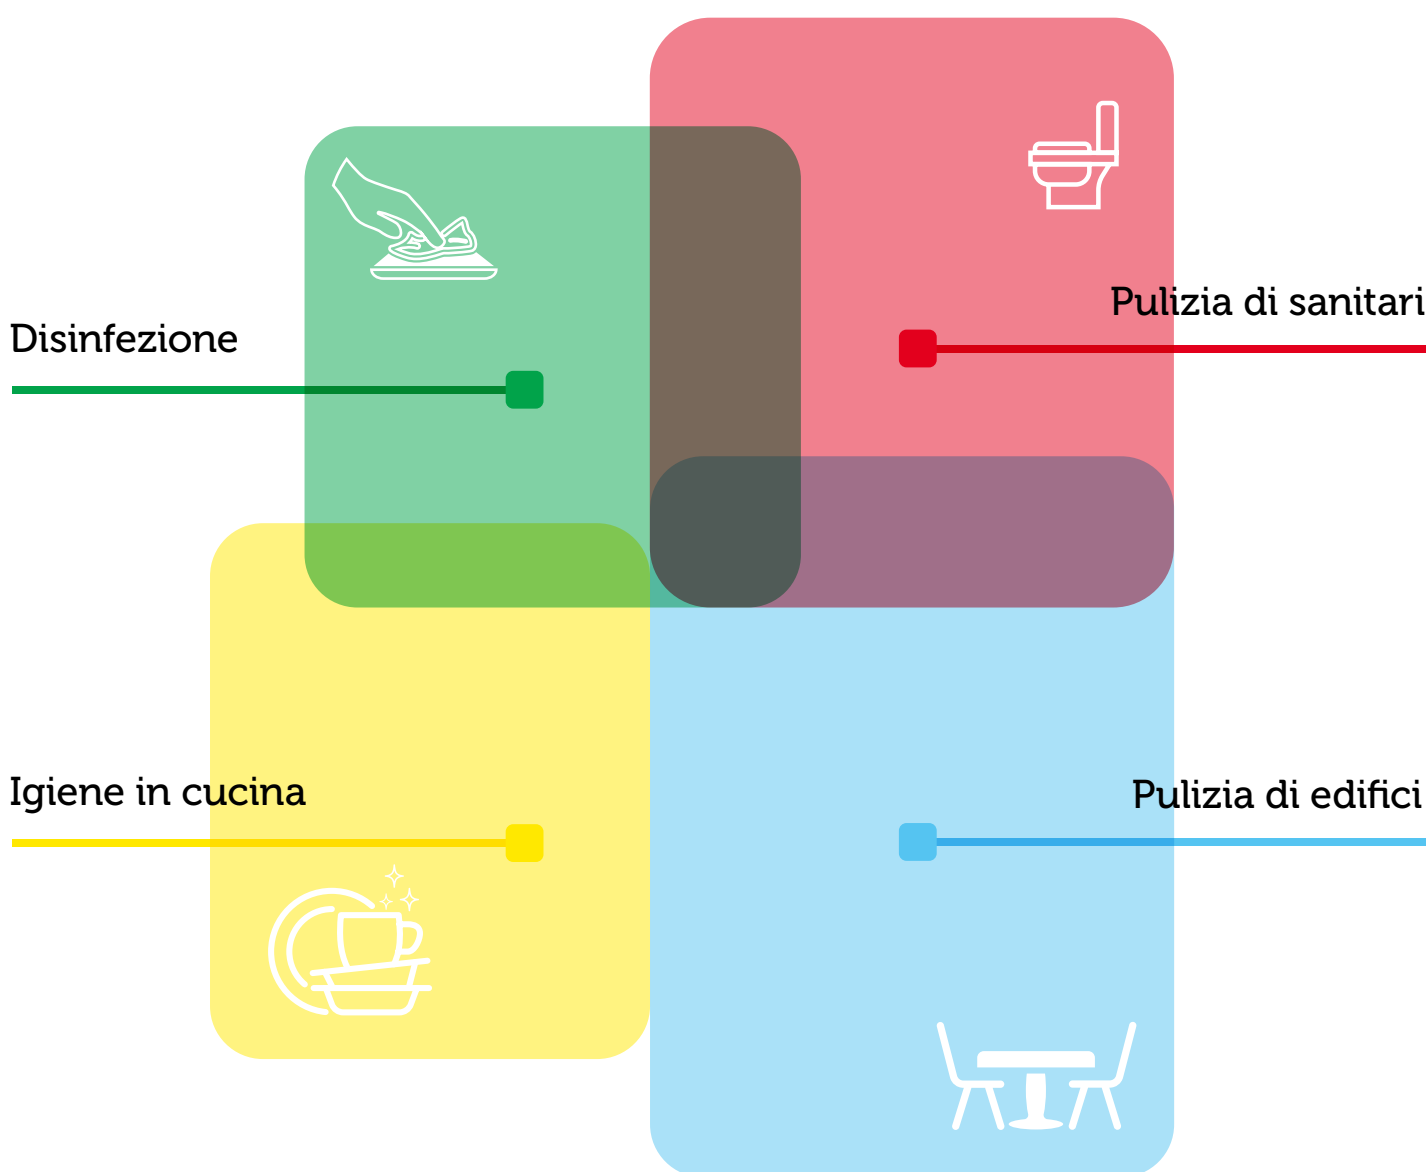 Pulizia di sanitari
Disinfezione
Igiene in cucina
Pulizia di edifici